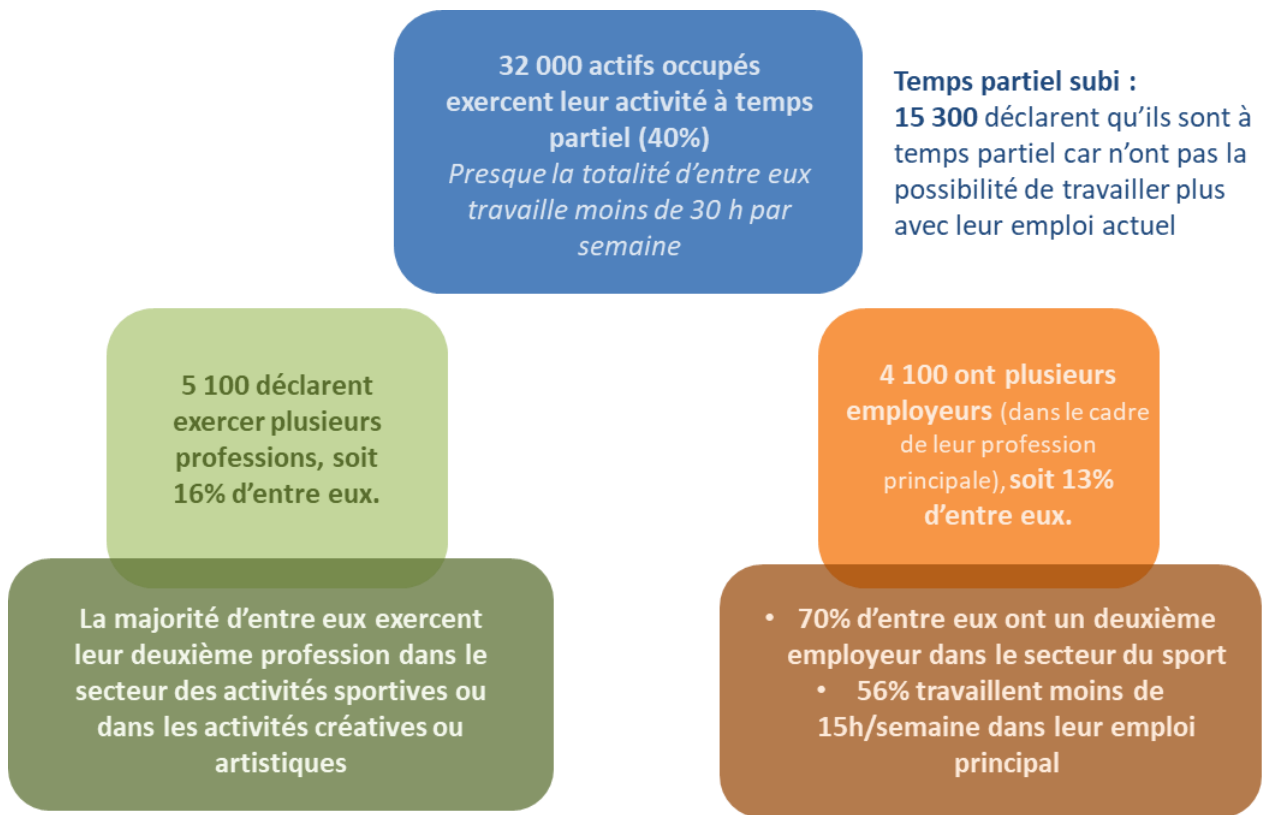 32 000 actifs occupés
exercent leur activité à temps
partiel (40%)
Presque la totalité d’entre eux
travaille moins de 30 h par
semaine
Temps partiel subi :
15 300 déclarent qu’ils sont à
temps partiel car n’ont pas la
possibilité de travailler plus
avec leur emploi actuel
5 100 déclarent
exercer plusieurs
professions, soit
16% d’entre eux.
4 100 ont plusieurs
employeurs (dans le cadre
de leur profession
principale), soit 13%
d’entre eux.
La majorité d’entre eux exercent
leur deuxième profession dans le
secteur des activités sportives ou
dans les activités créatives ou
artistiques
• 70% d’entre eux ont un deuxième
employeur dans le secteur du sport
• 56% travaillent moins de
15h/semaine dans leur emploi
principal